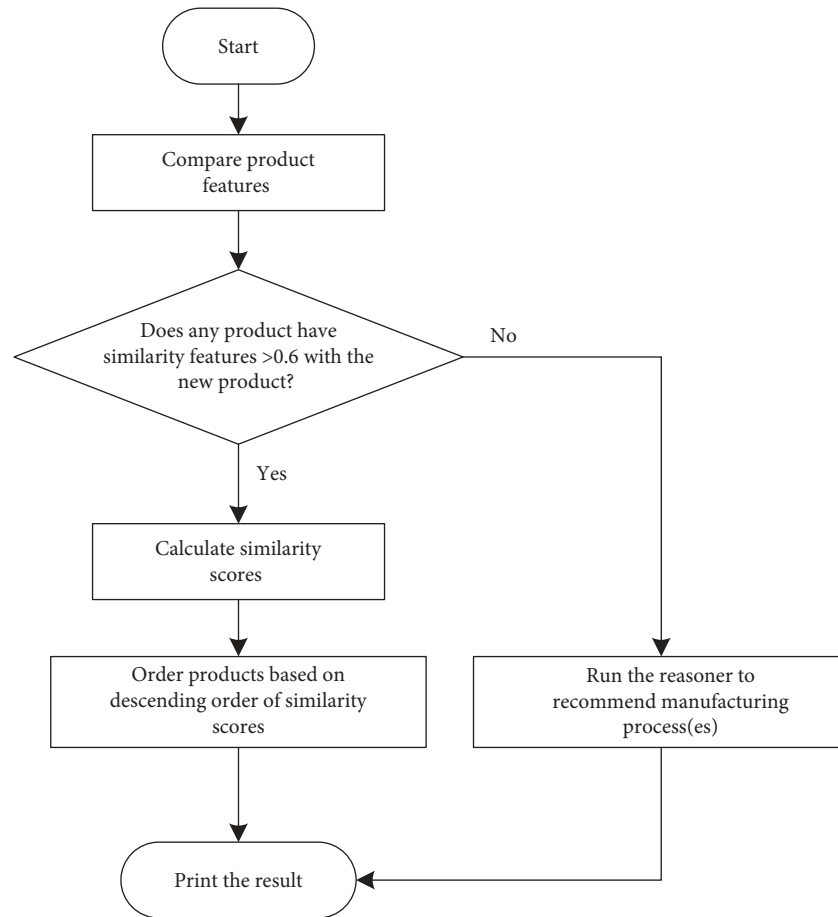 Start
Compare product
features
Does any product have
similarity features >0.6 with the
new product?
No
Yes
Calculate similarity
scores
Order products based on
descending order of similarity
scores
Run the reasoner to
recommend manufacturing
process(es)
Print the result